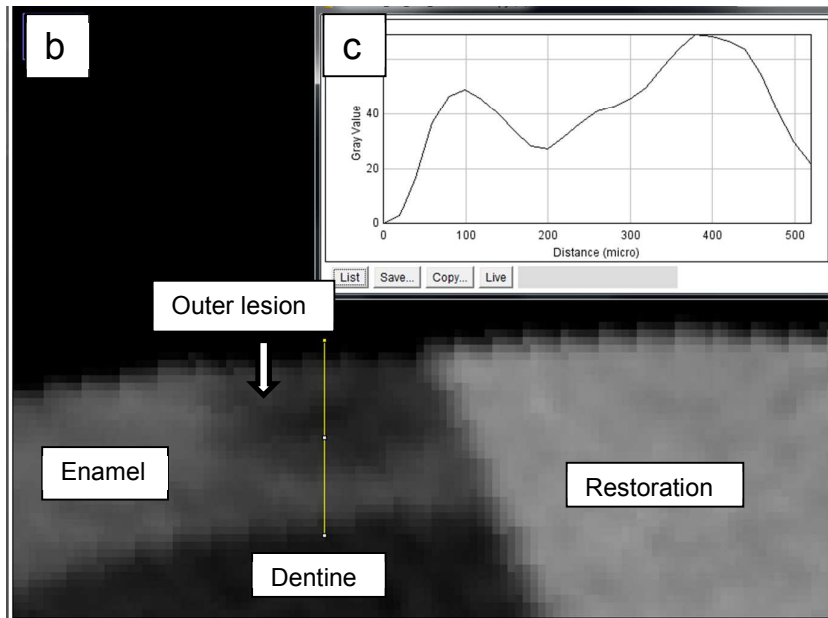 b
c
Gray Value
40
20
0
0 100 200 300 400 500
Distance (micro)
List Save... Copy... Live
Outer lesion
Enamel
Restoration
Dentine